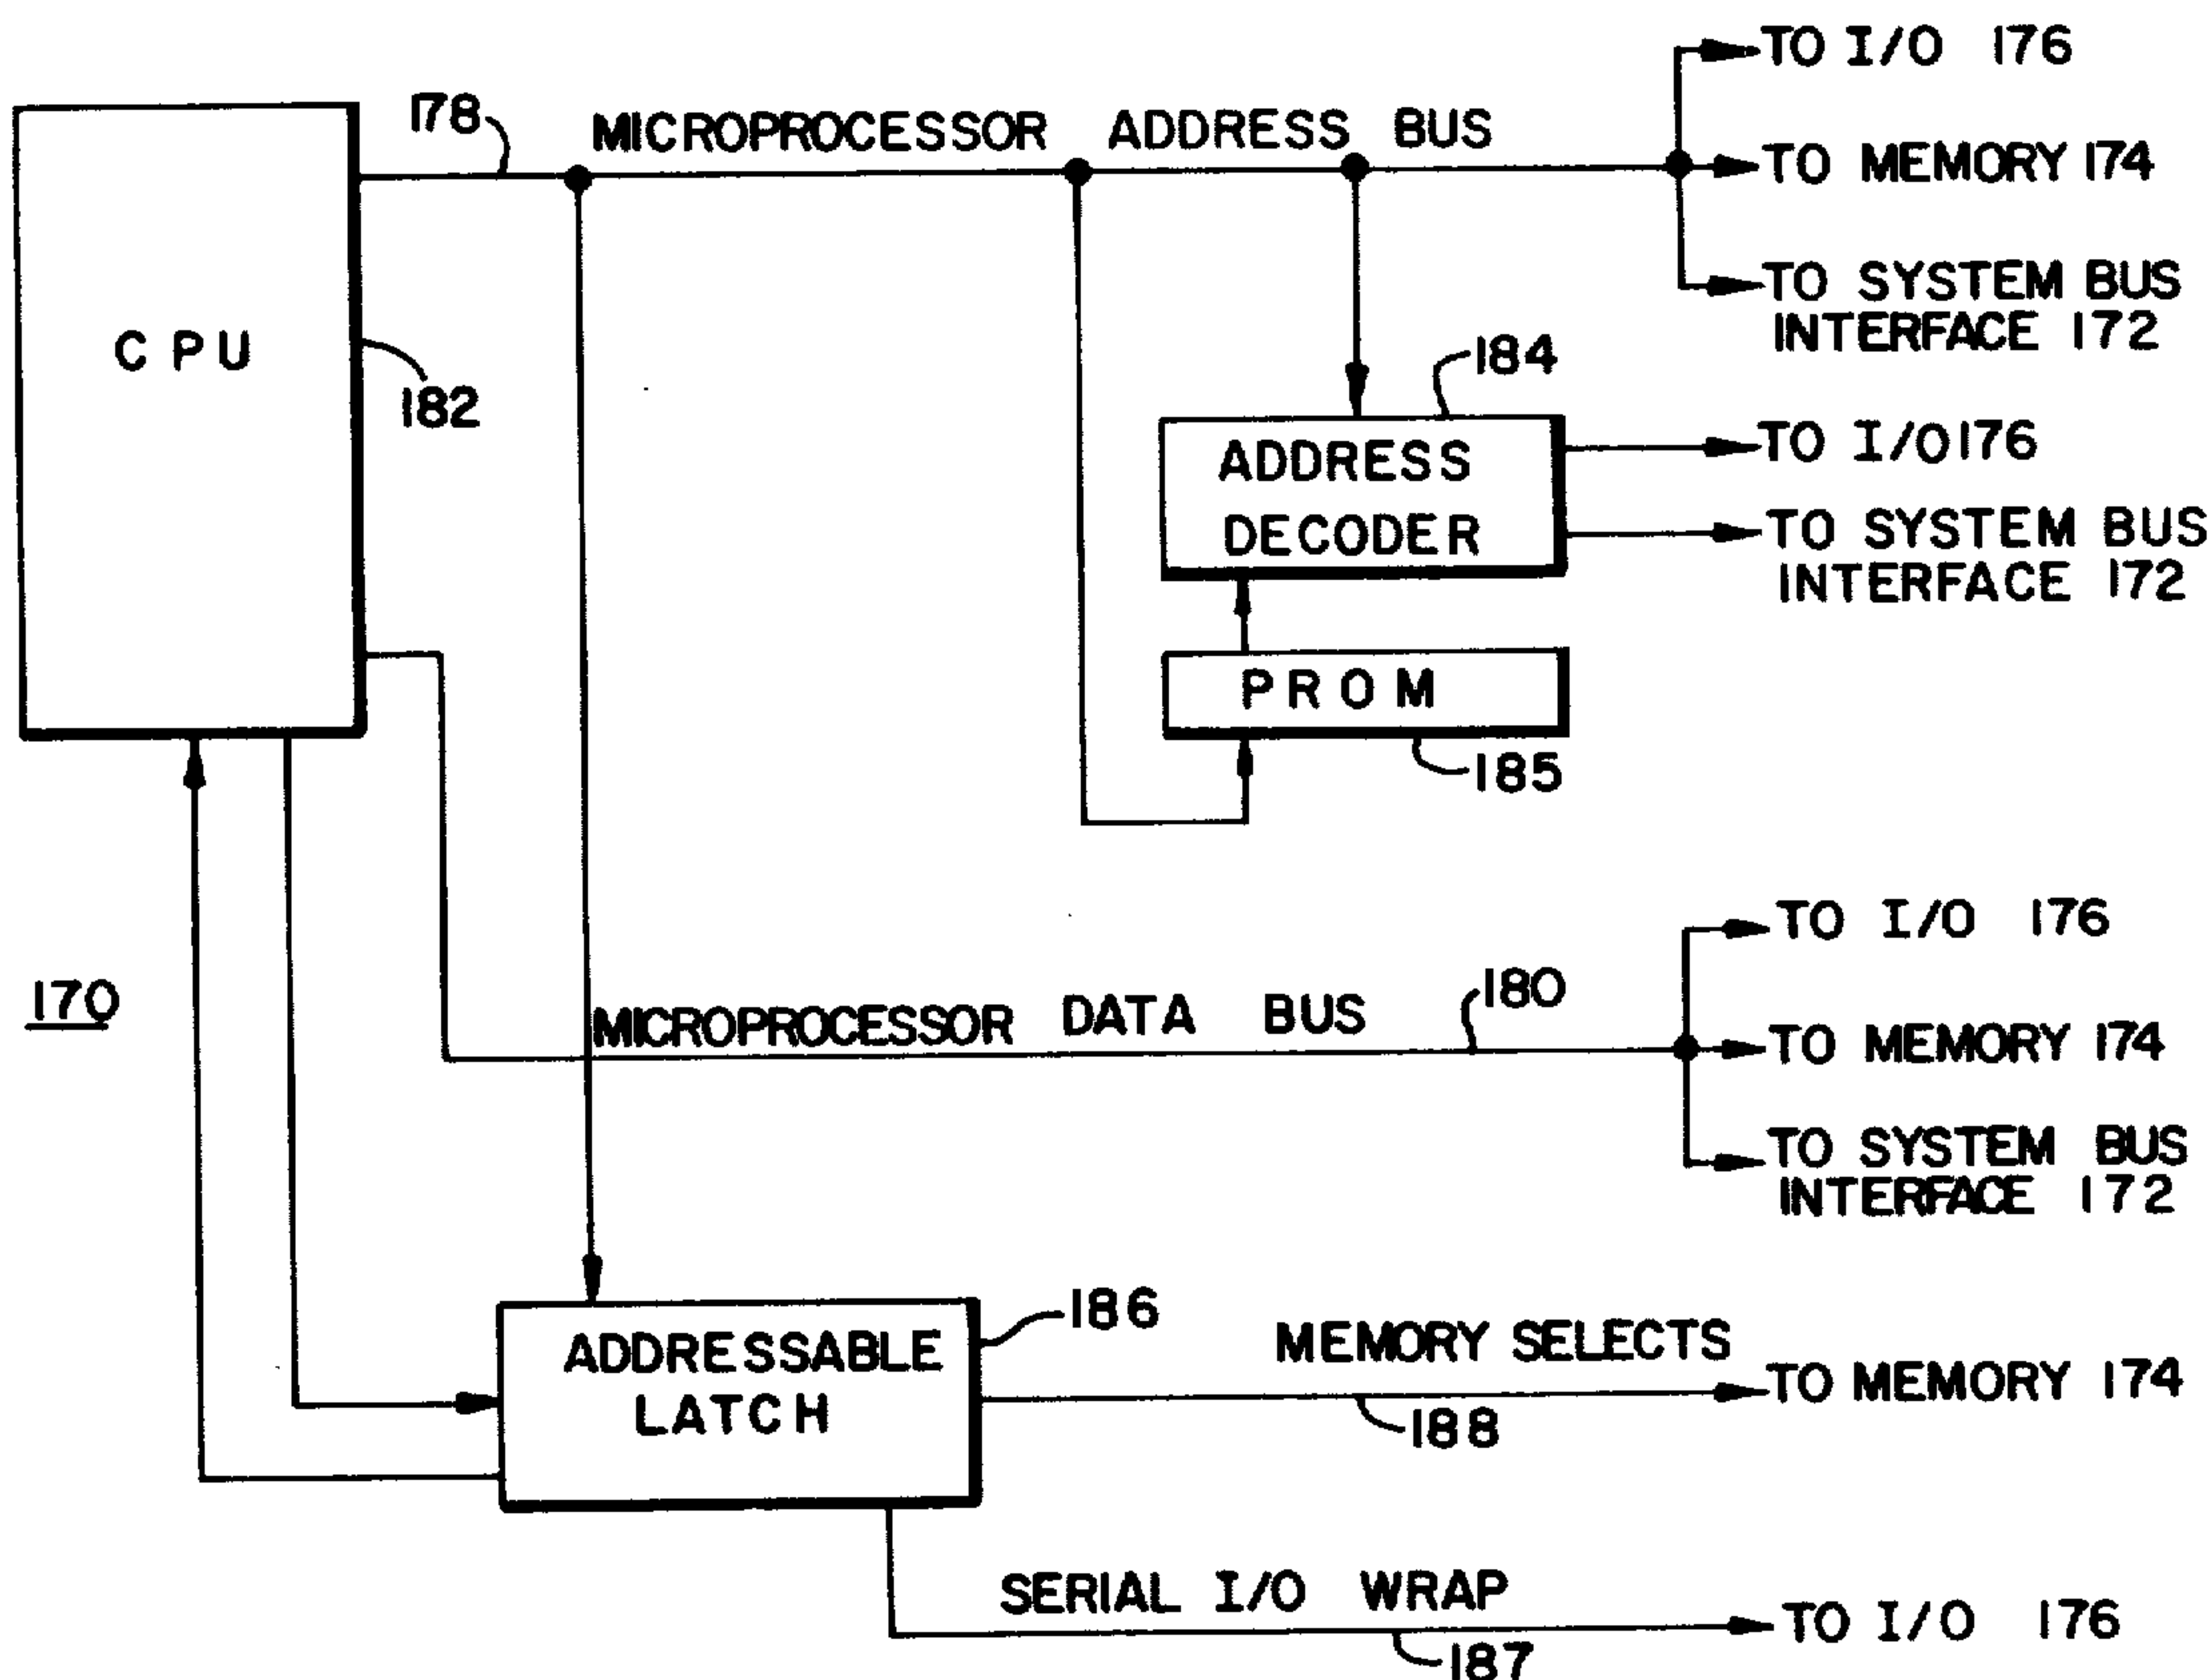 TO I/O 176
178
MICROPROCESSOR ADDRESS BUS
TO MEMORY 174
TO SYSTEM BUS
INTERFACE 172
CPU
182
184
ADDRESS
DECODER
TO I/O 176
TO SYSTEM BUS
INTERFACE 172
PROM
185
TO I/O 176
170
MICROPROCESSOR DATA BUS
180
TO MEMORY 174
TO SYSTEM BUS
INTERFACE 172
ADDRESSABLE
LATCH
186
MEMORY SELECTS
TO MEMORY 174
188
SERIAL I/O WRAP
TO I/O 176
187